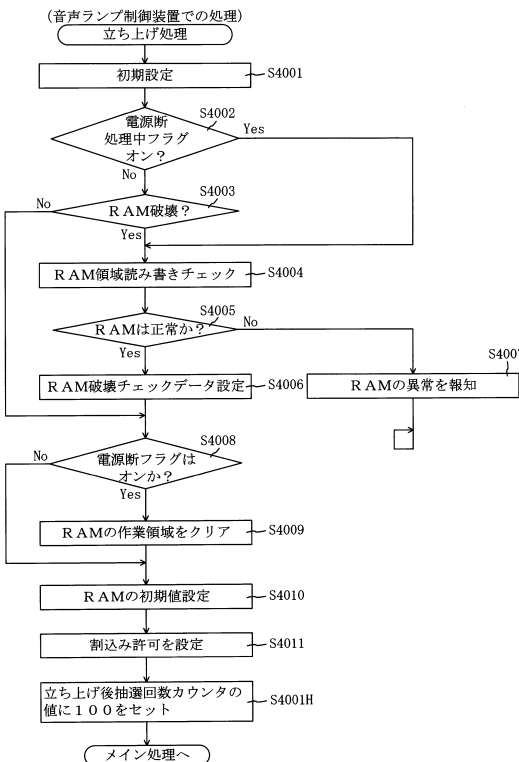 (音声ランプ制御装置での処理)
立ち上げ処理
初期設定
S4001
電源断
処理中フラグ
オン?
S4002
Yes
No
RAM破壊?
S4003
No
Yes
RAM領域読み書きチェック
S4004
RAMは正常か?
S4005
No
Yes
RAM破壊チェックデータ設定
S4006
RAMの異常を報知
S4007
電源断フラグは
オンか?
S4008
No
Yes
RAMの作業領域をクリア
S4009
RAMの初期値設定
S4010
割込み許可を設定
S4011
立ち上げ後抽選回数カウンタの
値に100をセット
S4001H
メイン処理へ